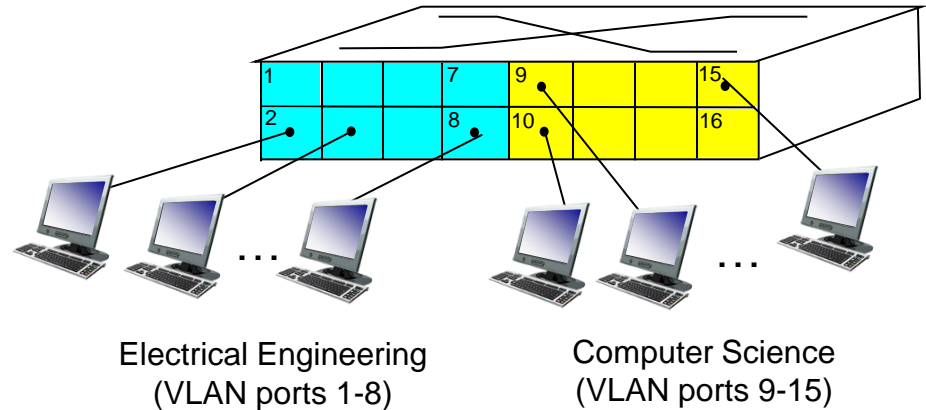 1 7 9 15
2 8 10 16
... ...
Electrical Engineering
(VLAN ports 1-8)
Computer Science
(VLAN ports 9-15)